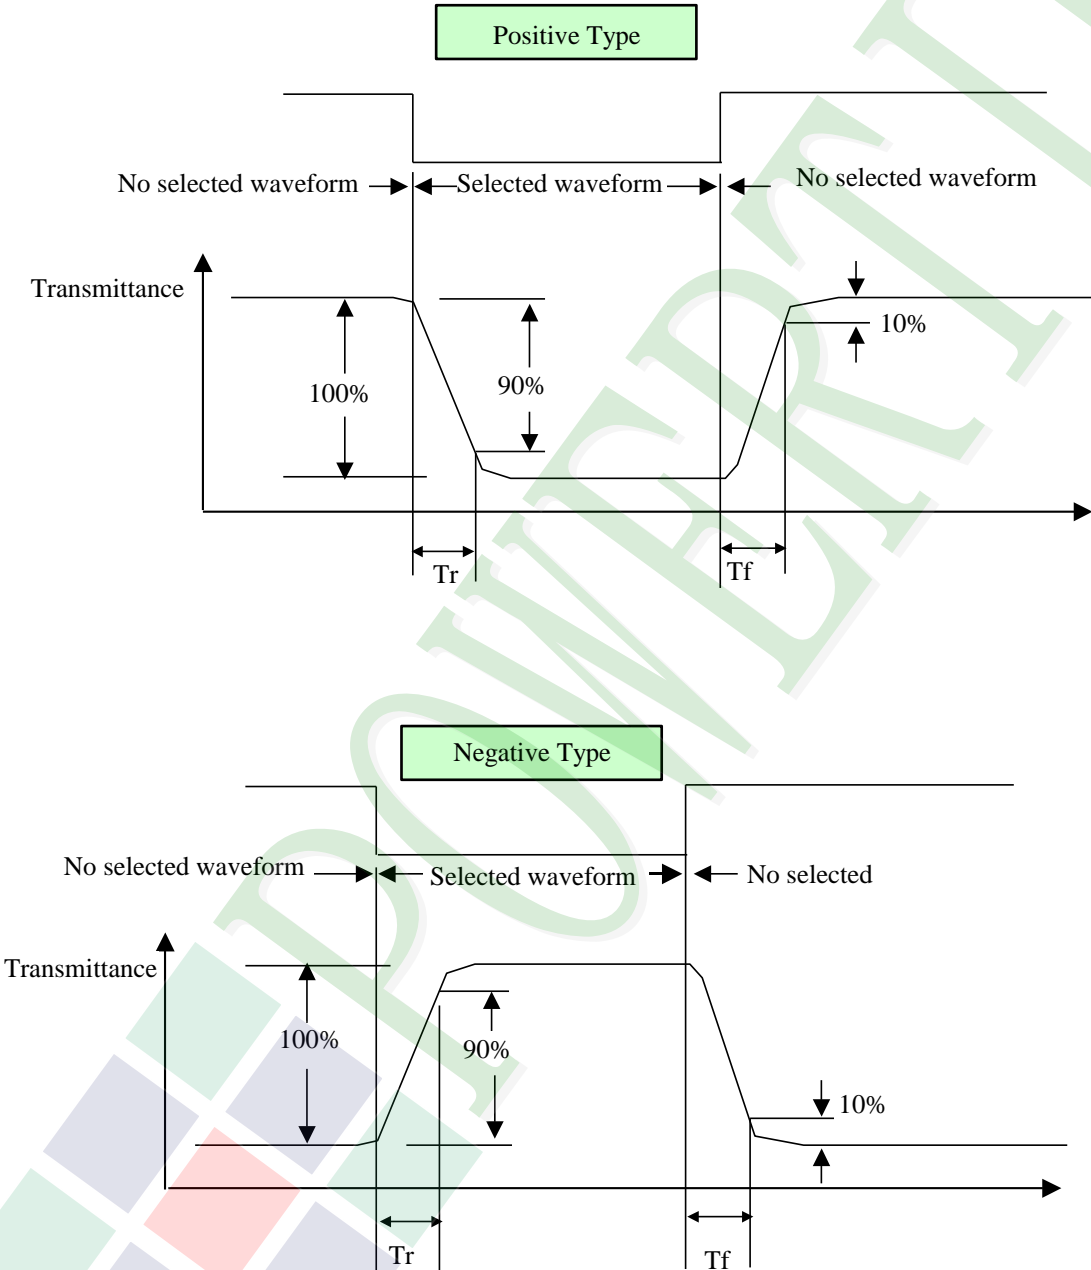 Positive Type
No selected waveform
Selected waveform
No selected waveform
Transmittance
10%
100%
90%
Tr
Tf
Negative Type
No selected waveform
Selected waveform
No selected
Transmittance
100%
90%
10%
Tr
Tf